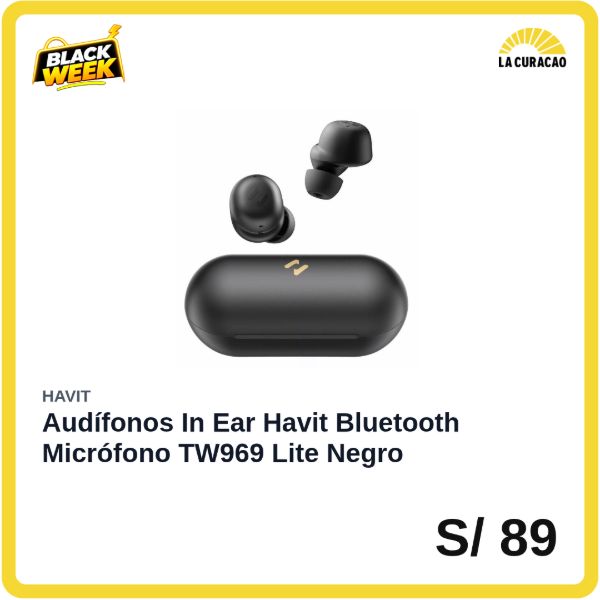 BLACK
WEEK
LA CURACAO
HAVIT
Audífonos In Ear Havit Bluetooth
Micrófono TW969 Lite Negro
S/ 89